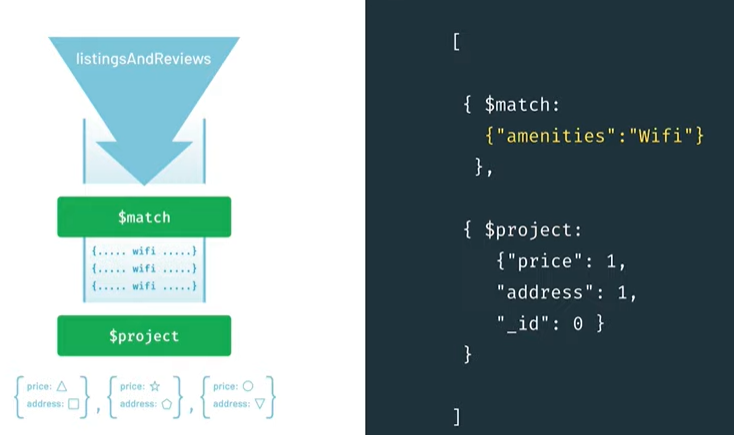 listingsAndReviews
$match
{..... wifi .....}
{..... wifi .....}
{..... wifi .....}
$project
{price: △
address: □},
{price: ☆
address: ⬠},
{price: ○
address: ▽}
[
{ $match:
{"amenities":"Wifi"}
},
{ $project:
{"price": 1,
"address": 1,
"_id": 0 }
}
]